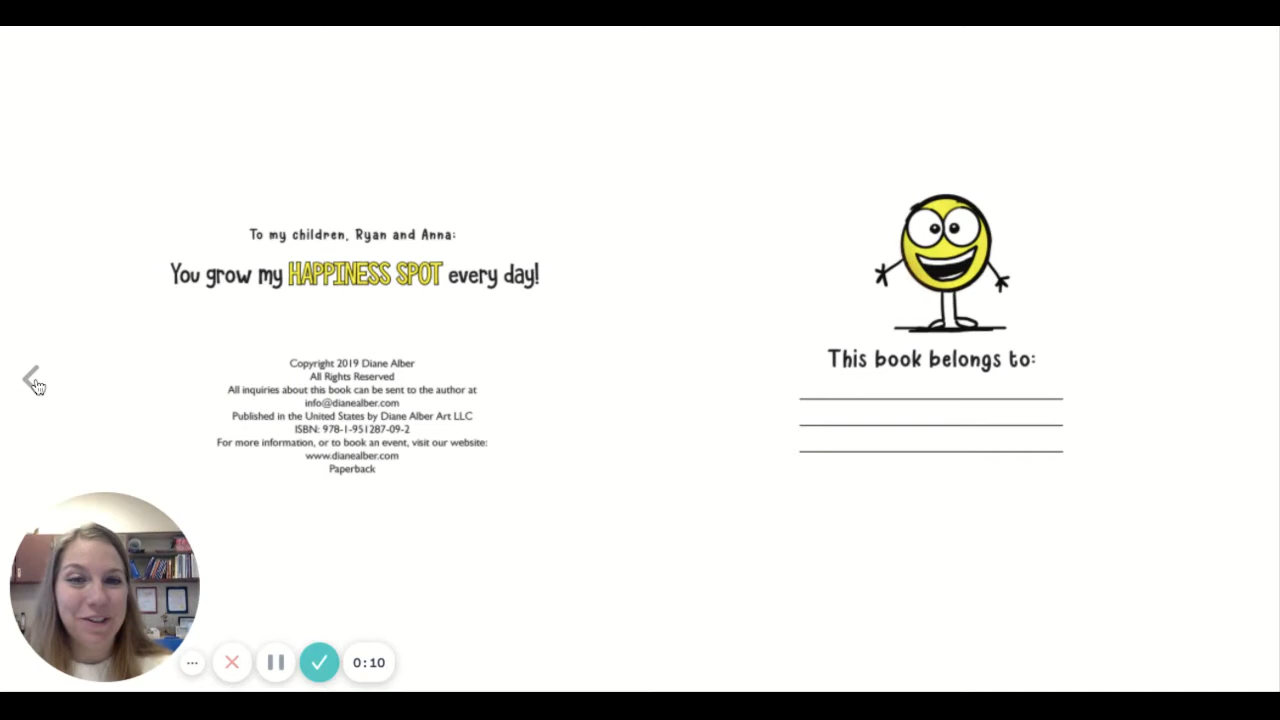 To my children, Ryan and Anna:
You grow my HAPPINESS SPOT every day!
Copyright 2019 Diane Alber
All Rights Reserved
All inquiries about this book can be sent to the author at
info@dianealber.com
Published in the United States by Diane Alber Art LLC
ISBN: 978-1-951287-09-2
For more information, or to book an event, visit our website:
www.dianealber.com
Paperback
This book belongs to:
0:10